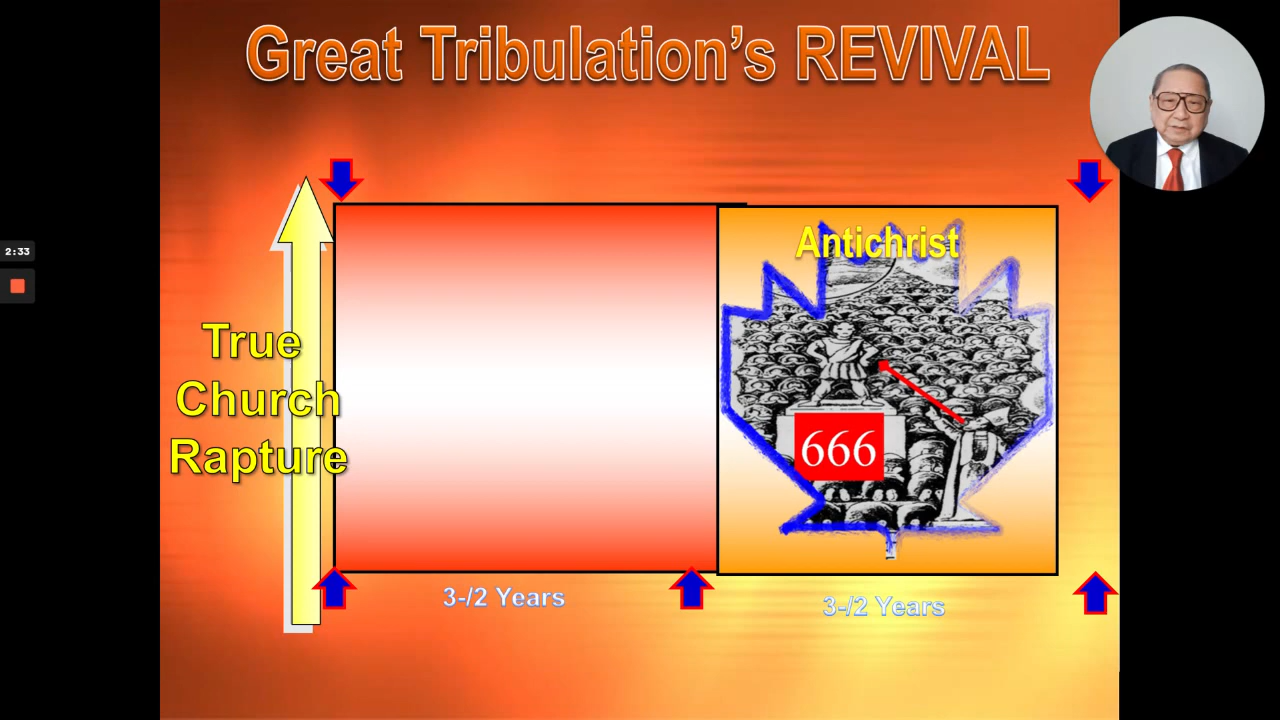 Great Tribulation’s REVIVAL
2:33
Antichrist
True
Church
Rapture
666
3-/2 Years
3-/2 Years